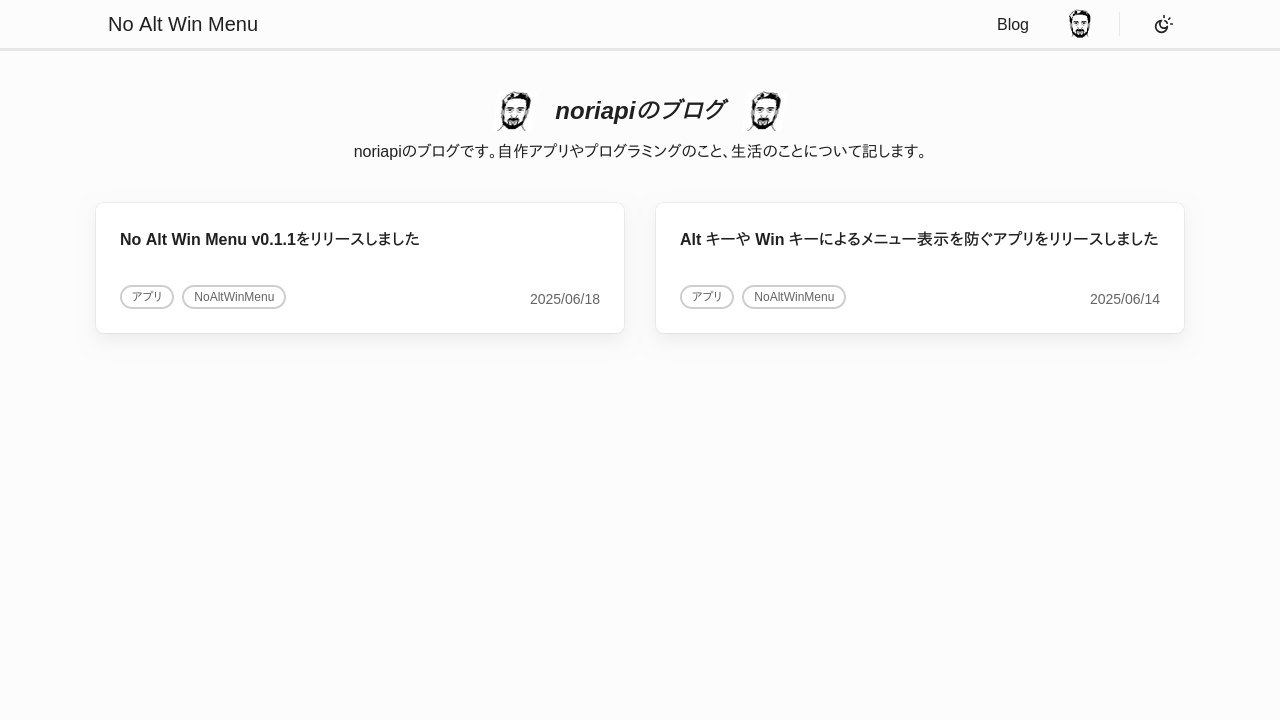 No Alt Win Menu
Blog
noriapiのブログ
noriapiのブログです。自作アプリやプログラミングのこと、生活のことについて記します。
No Alt Win Menu v0.1.1をリリースしました
アプリ NoAltWinMenu 2025/06/18
Alt キーや Win キーによるメニュー表示を防ぐアプリをリリースしました
アプリ NoAltWinMenu 2025/06/14